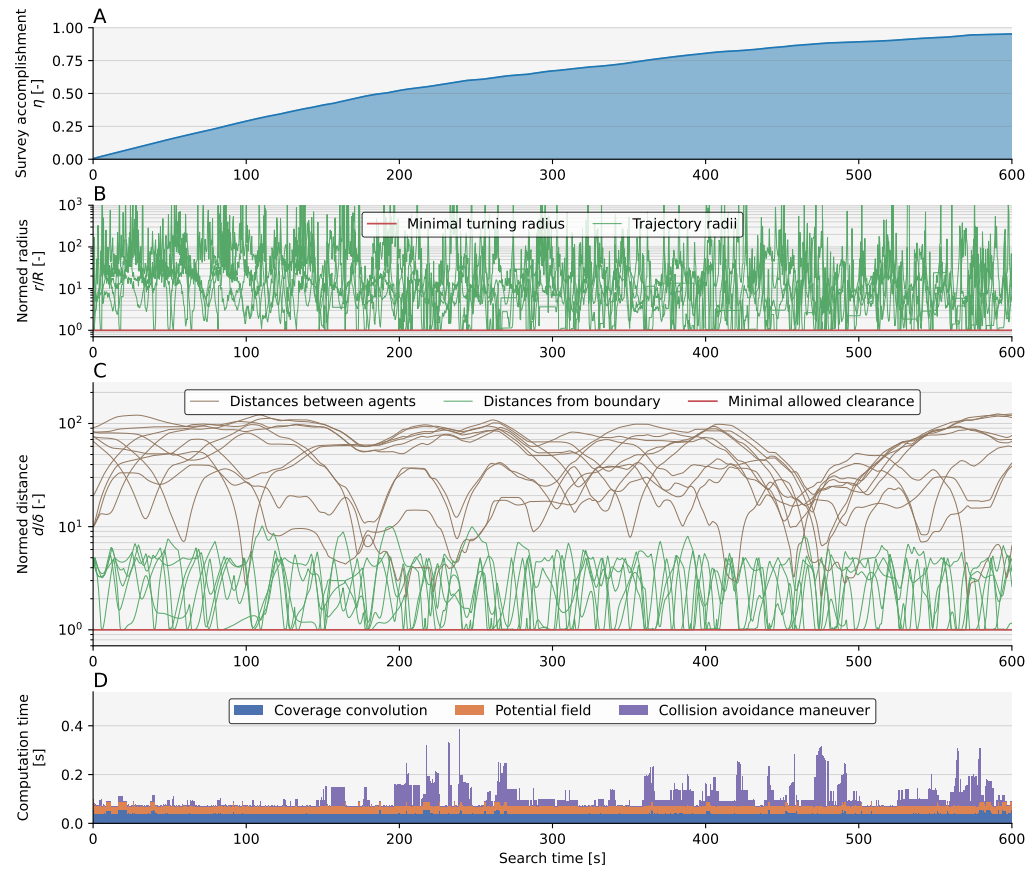 A
Survey accomplishment
η [-]
1.00
0.75
0.50
0.25
0.00
0 100 200 300 400 500 600
B
Normed radius
r/R [-]
10³
10²
10¹
10⁰
Minimal turning radius Trajectory radii
0 100 200 300 400 500 600
C
Normed distance
d/δ [-]
10²
10¹
10⁰
Distances between agents Distances from boundary Minimal allowed clearance
0 100 200 300 400 500 600
D
Computation time
[s]
0.4
0.2
0.0
Coverage convolution Potential field Collision avoidance maneuver
0 100 200 300 400 500 600
Search time [s]